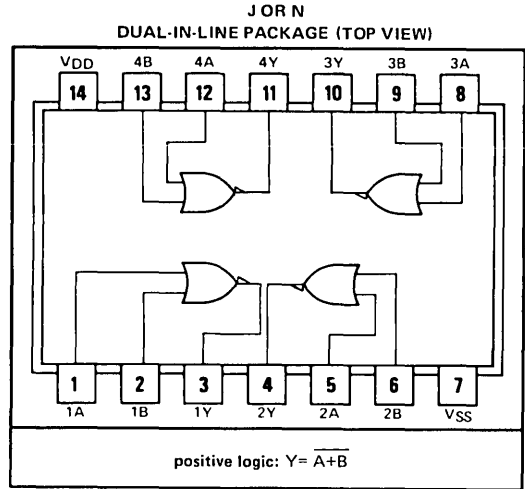 J OR N
DUAL-IN-LINE PACKAGE (TOP VIEW)
VDD 4B 4A 4Y 3Y 3B 3A
14 13 12 11 10 9 8
1 2 3 4 5 6 7
1A 1B 1Y 2Y 2A 2B VSS
positive logic: Y= A+B̅